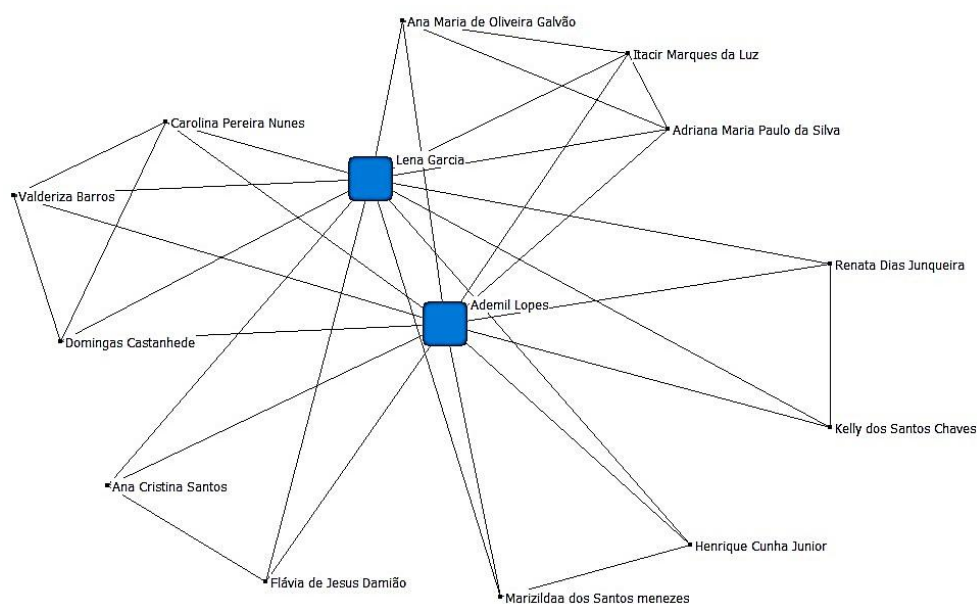 Ana Maria de Oliveira Galvão
Itacir Marques da Luz
Carolina Pereira Nunes
Adriana Maria Paulo da Silva
Lena Garcia
Valderiza Barros
Renata Dias Junqueira
Ademil Lopes
Domingas Castanhede
Kelly dos Santos Chaves
Ana Cristina Santos
Henrique Cunha Junior
Flávia de Jesus Damião
Marizildaa dos Santos menezes